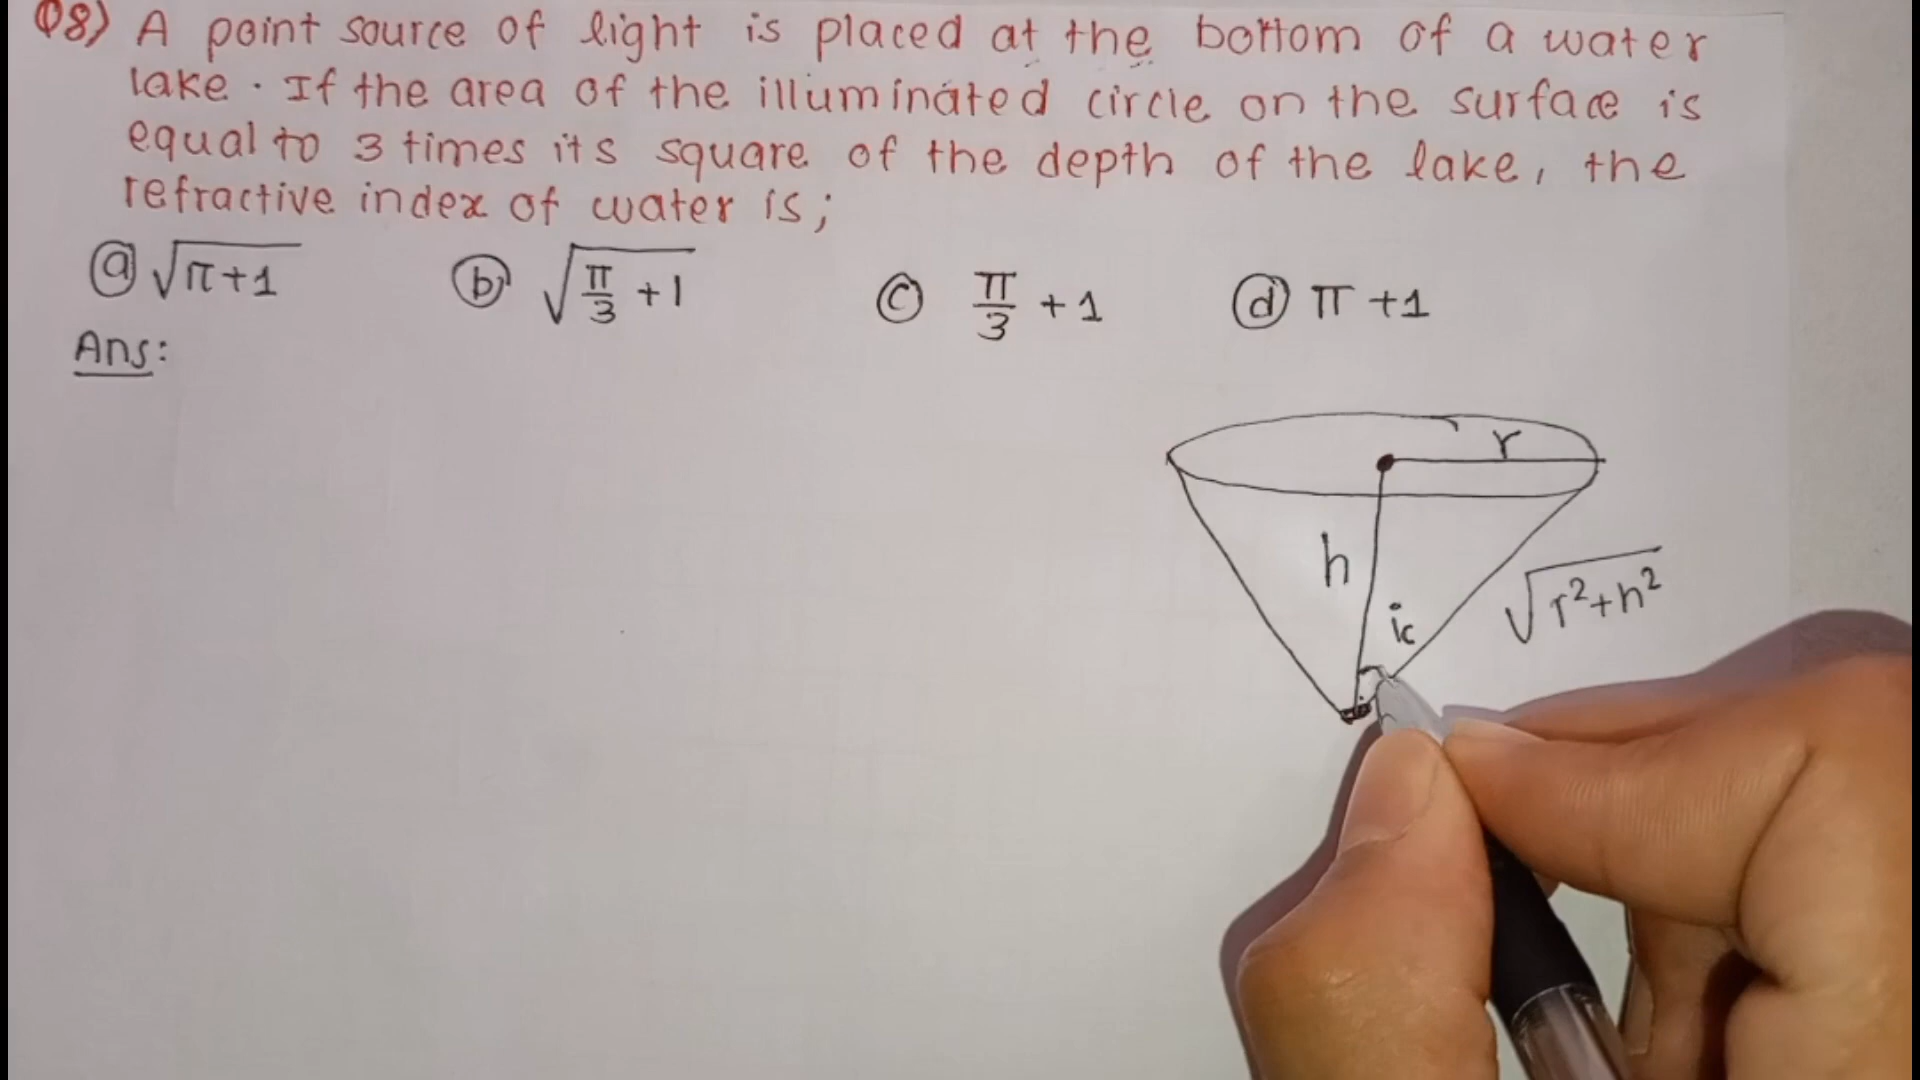 Q8) A point source of light is placed at the bottom of a water
lake. If the area of the illuminated circle on the surface is
equal to 3 times its square of the depth of the lake, the
refractive index of water is;
(a) √(π+1) (b) √(π/3 + 1) (c) π/3 + 1 (d) π + 1
Ans:
r
h
√(r²+h²)
ic